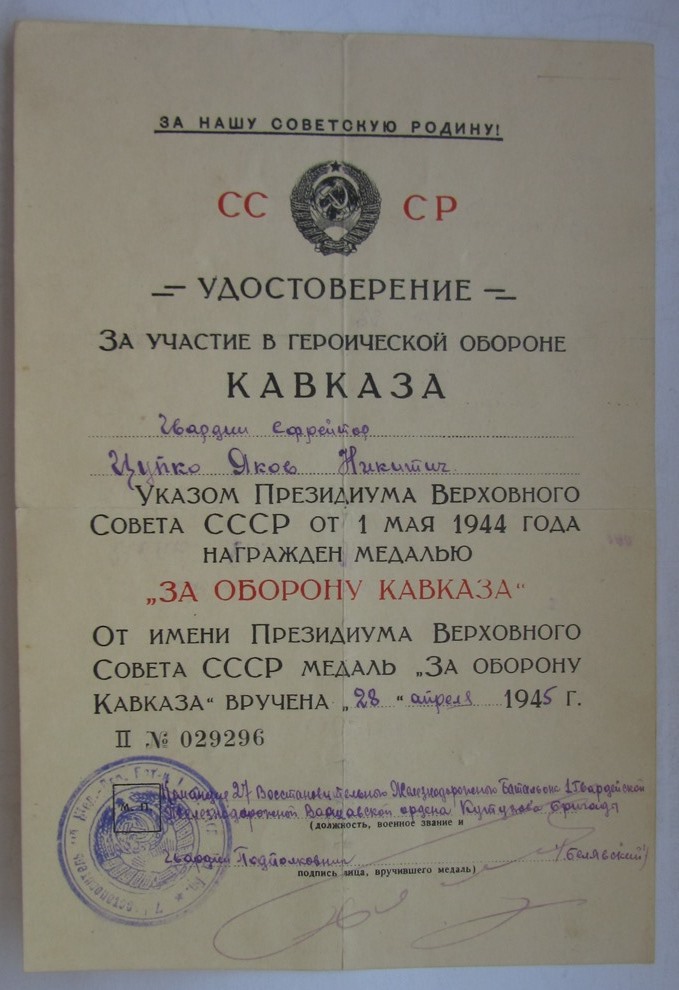 ЗА НАШУ СОВЕТСКУЮ РОДИНУ!
СС СР
УДОСТОВЕРЕНИЕ
ЗА УЧАСТИЕ В ГЕРОИЧЕСКОЙ ОБОРОНЕ
КАВКАЗА
Гвардии Ефрейтор
Цупко Яков Никитич
УКАЗОМ ПРЕЗИДИУМА ВЕРХОВНОГО
СОВЕТА СССР ОТ 1 МАЯ 1944 ГОДА
НАГРАЖДЕН МЕДАЛЬЮ
„ЗА ОБОРОНУ КАВКАЗА“
ОТ ИМЕНИ ПРЕЗИДИУМА ВЕРХОВНОГО
СОВЕТА СССР МЕДАЛЬ „ЗА ОБОРОНУ
КАВКАЗА“ ВРУЧЕНА „28“ апреля 1945 Г.
II № 029296
М. П.
27 Восстановительного Железнодорожного Батальона 1 Гвардейской
Железнодорожной Варшавской ордена Кутузова Бригады
(должность, военное звание и
Гвардии Подполковник /Белявский/
подпись лица, вручившего медаль)